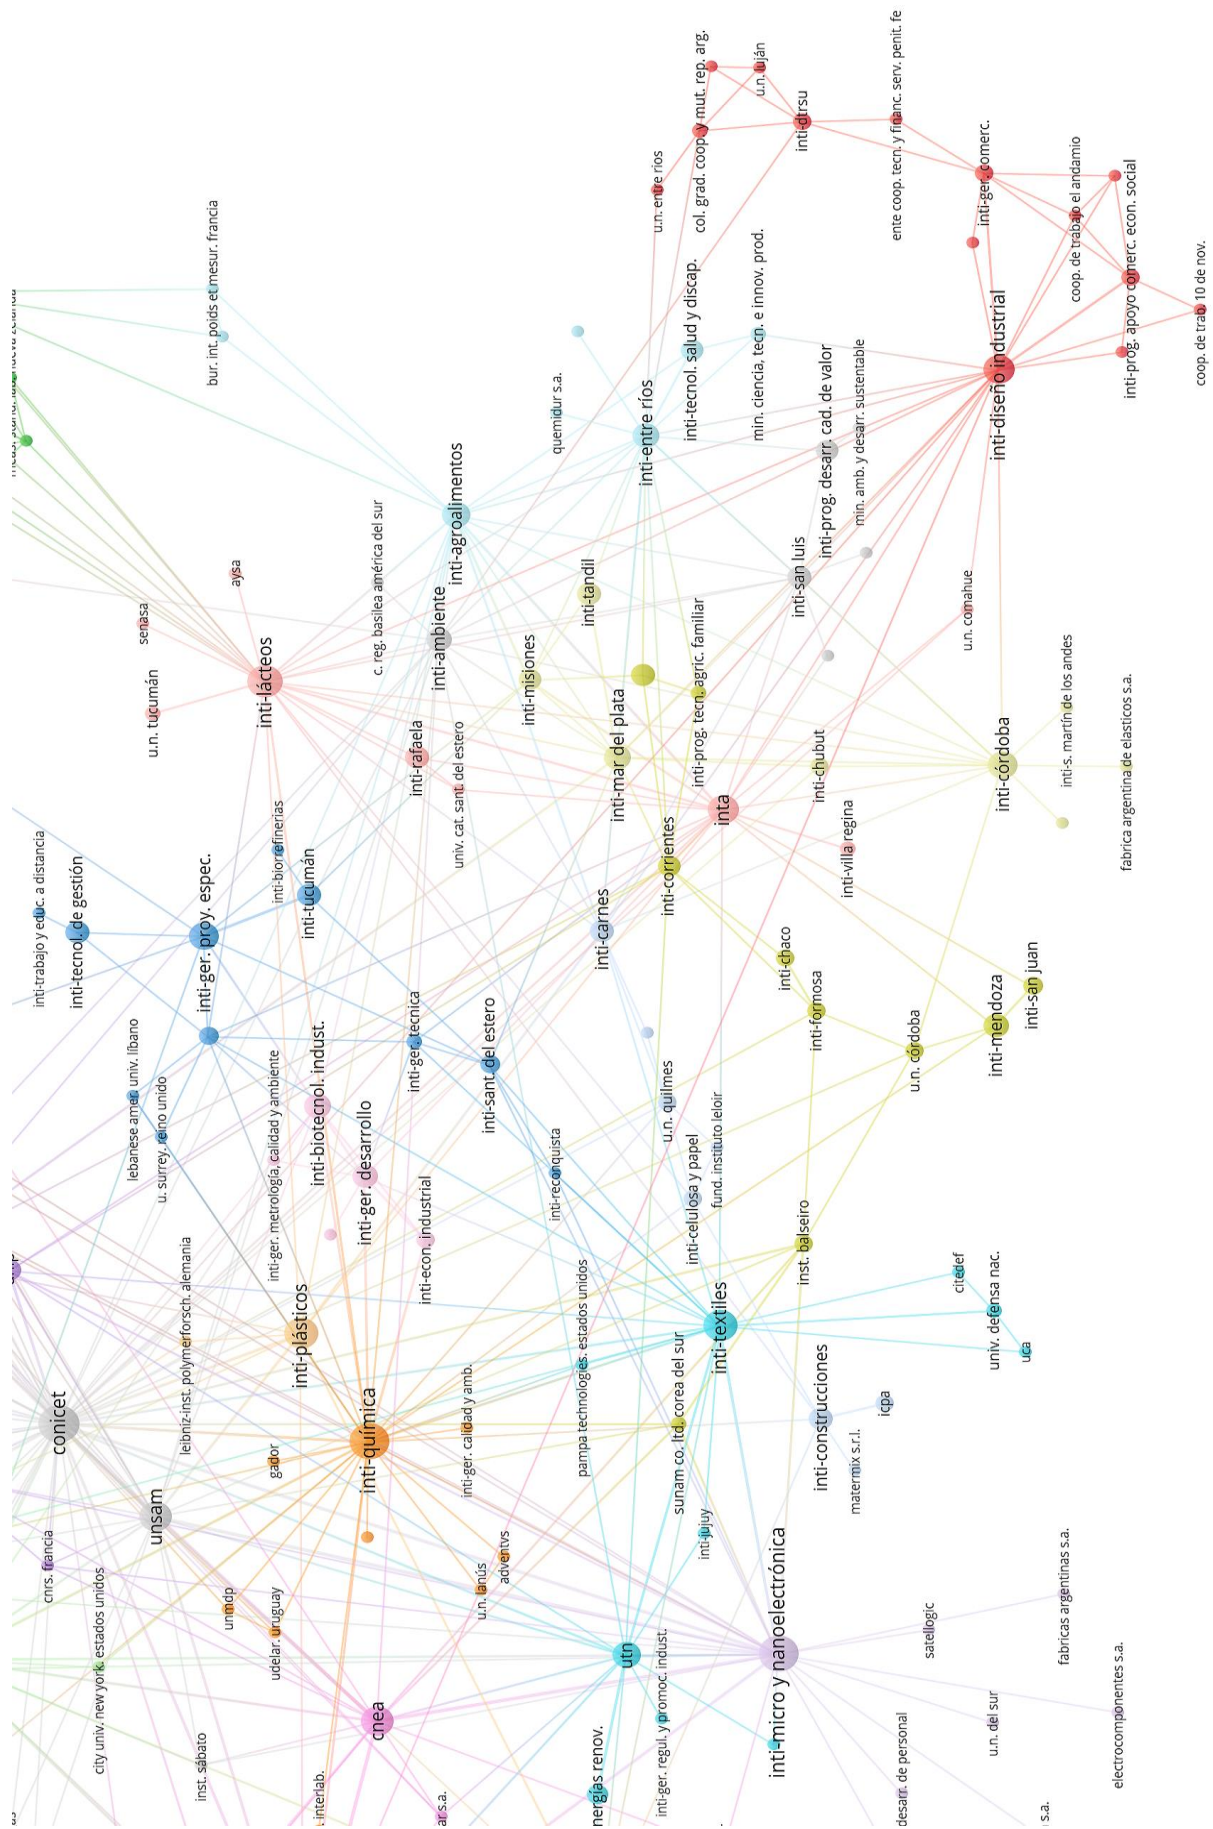 col. grad. coop. y mut. rep. arg.
u.n. luján
inti-dtrsu
ente coop. tecn. y financ. serv. penit. fe
u.n. entre rios
inti-ger. comerc.
coop. de trabajo el andamio
inti-prog. apoyo comerc. econ. social
coop. de trab. 10 de nov.
inti-diseño industrial
bur. int. poids et mesur. francia
inti-tecnol. salud y discap.
min. ciencia, tecn. e innov. prod.
inti-entre ríos
quemidur s.a.
inti-prog. desarr. cad. de valor
min. amb. y desarr. sustentable
inti-agroalimentos
c. reg. basilea américa del sur
inti-ambiente
inti-tandil
inti-san luis
u.n. comahue
aysa
senasa
inti-lácteos
u.n. tucumán
inti-misiones
inti-mar del plata
inti-prog. tecn. agric. familiar
inti-rafaela
univ. cat. sant. del estero
inti-chubut
inta
inti-villa regina
inti-córdoba
inti-s. martín de los andes
fabrica argentina de elasticos s.a.
inti-corrientes
inti-carnes
inti-biorrefinerias
inti-tucumán
inti-ger. proy. espec.
inti-tecnol. de gestión
inti-trabajo y educ. a distancia
inti-chaco
inti-formosa
u.n. córdoba
inti-mendoza
inti-san juan
inti-ger. tecnica
inti-sant. del estero
inti-biotecnol. indust.
inti-ger. metrología, calidad y ambiente
inti-ger. desarrollo
inti-econ. industrial
lebanese amer. univ. líbano
u. surrey. reino unido
inti-reconquista
u.n. quilmes
inti-celulosa y papel
fund. instituto leloir
inst. balseiro
citedef
univ. defensa nac.
uca
inti-textiles
leibniz-inst. polymerforsch. alemania
inti-plásticos
conicet
inti-química
gador
inti-ger. calidad y amb.
pampa technologies. estados unidos
sunam co. ltd. corea del sur
inti-construcciones
icpa
matermix s.r.l.
unsam
cnrs. francia
city univ. new york. estados unidos
unmdp
udelar. uruguay
u.n. lanús
adventvs
inti-jujuy
utn
inti-micro y nanoelectrónica
satellogic
fabricas argentinas s.a.
electrocomponentes s.a.
u.n. del sur
cnea
inst. sábato
inti-ger. regul. y promoc. indust.
nergías renov.
desarr. de personal
interlab.
ar s.a.
s.a.